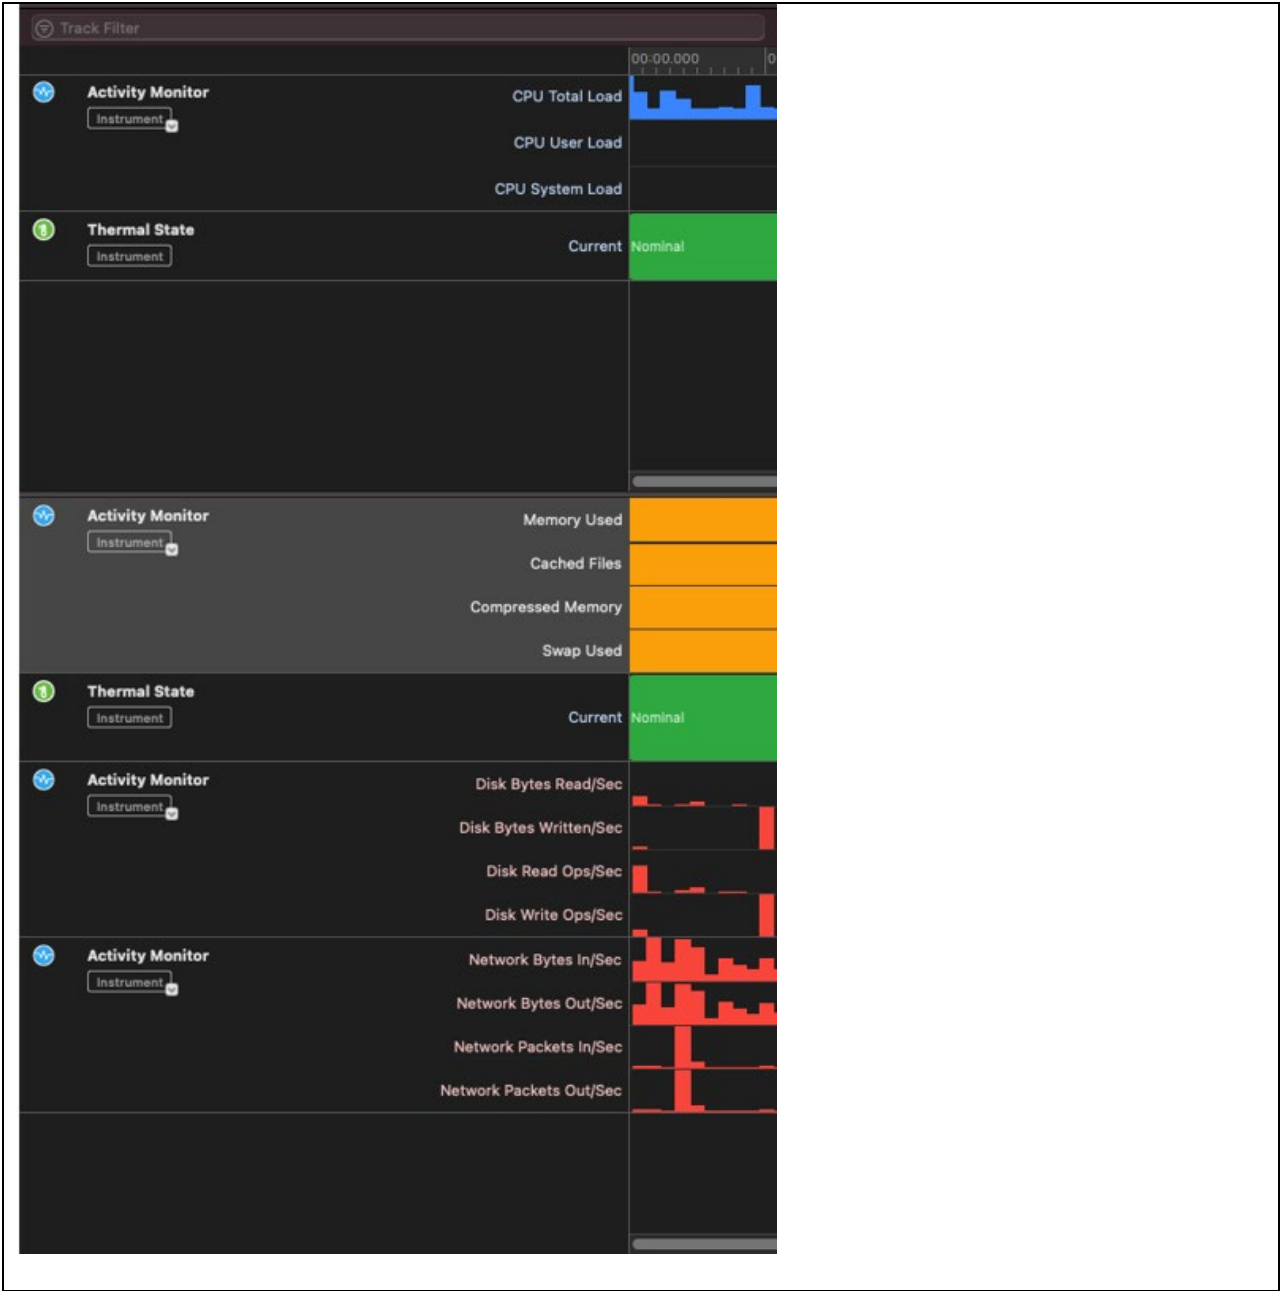 Track Filter
00:00.000 0
Activity Monitor
Instrument
CPU Total Load
CPU User Load
CPU System Load
Thermal State
Instrument
Current
Nominal
Activity Monitor
Instrument
Memory Used
Cached Files
Compressed Memory
Swap Used
Thermal State
Instrument
Current
Nominal
Activity Monitor
Instrument
Disk Bytes Read/Sec
Disk Bytes Written/Sec
Disk Read Ops/Sec
Disk Write Ops/Sec
Activity Monitor
Instrument
Network Bytes In/Sec
Network Bytes Out/Sec
Network Packets In/Sec
Network Packets Out/Sec